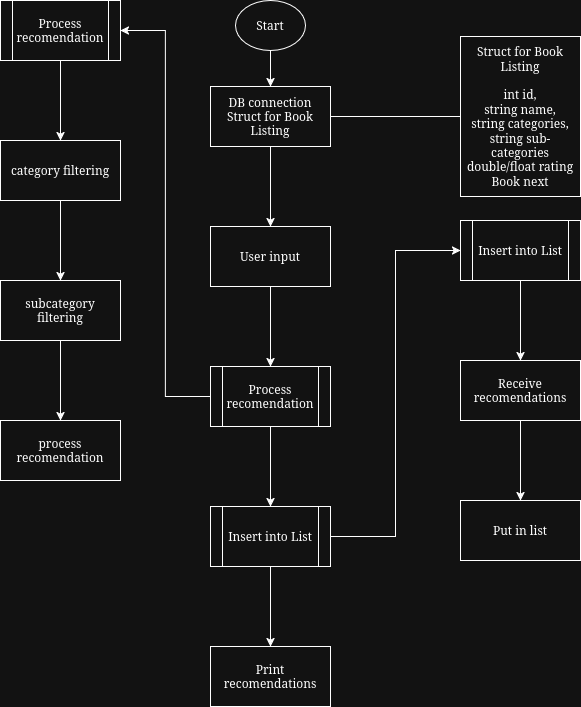 Process
recomendation
category filtering
subcategory
filtering
process
recomendation
Start
DB connection
Struct for Book
Listing
User input
Process
recomendation
Insert into List
Print
recomendations
Struct for Book
Listing
int id,
string name,
string categories,
string sub-
categories
double/float rating
Book next
Insert into List
Receive
recomendations
Put in list